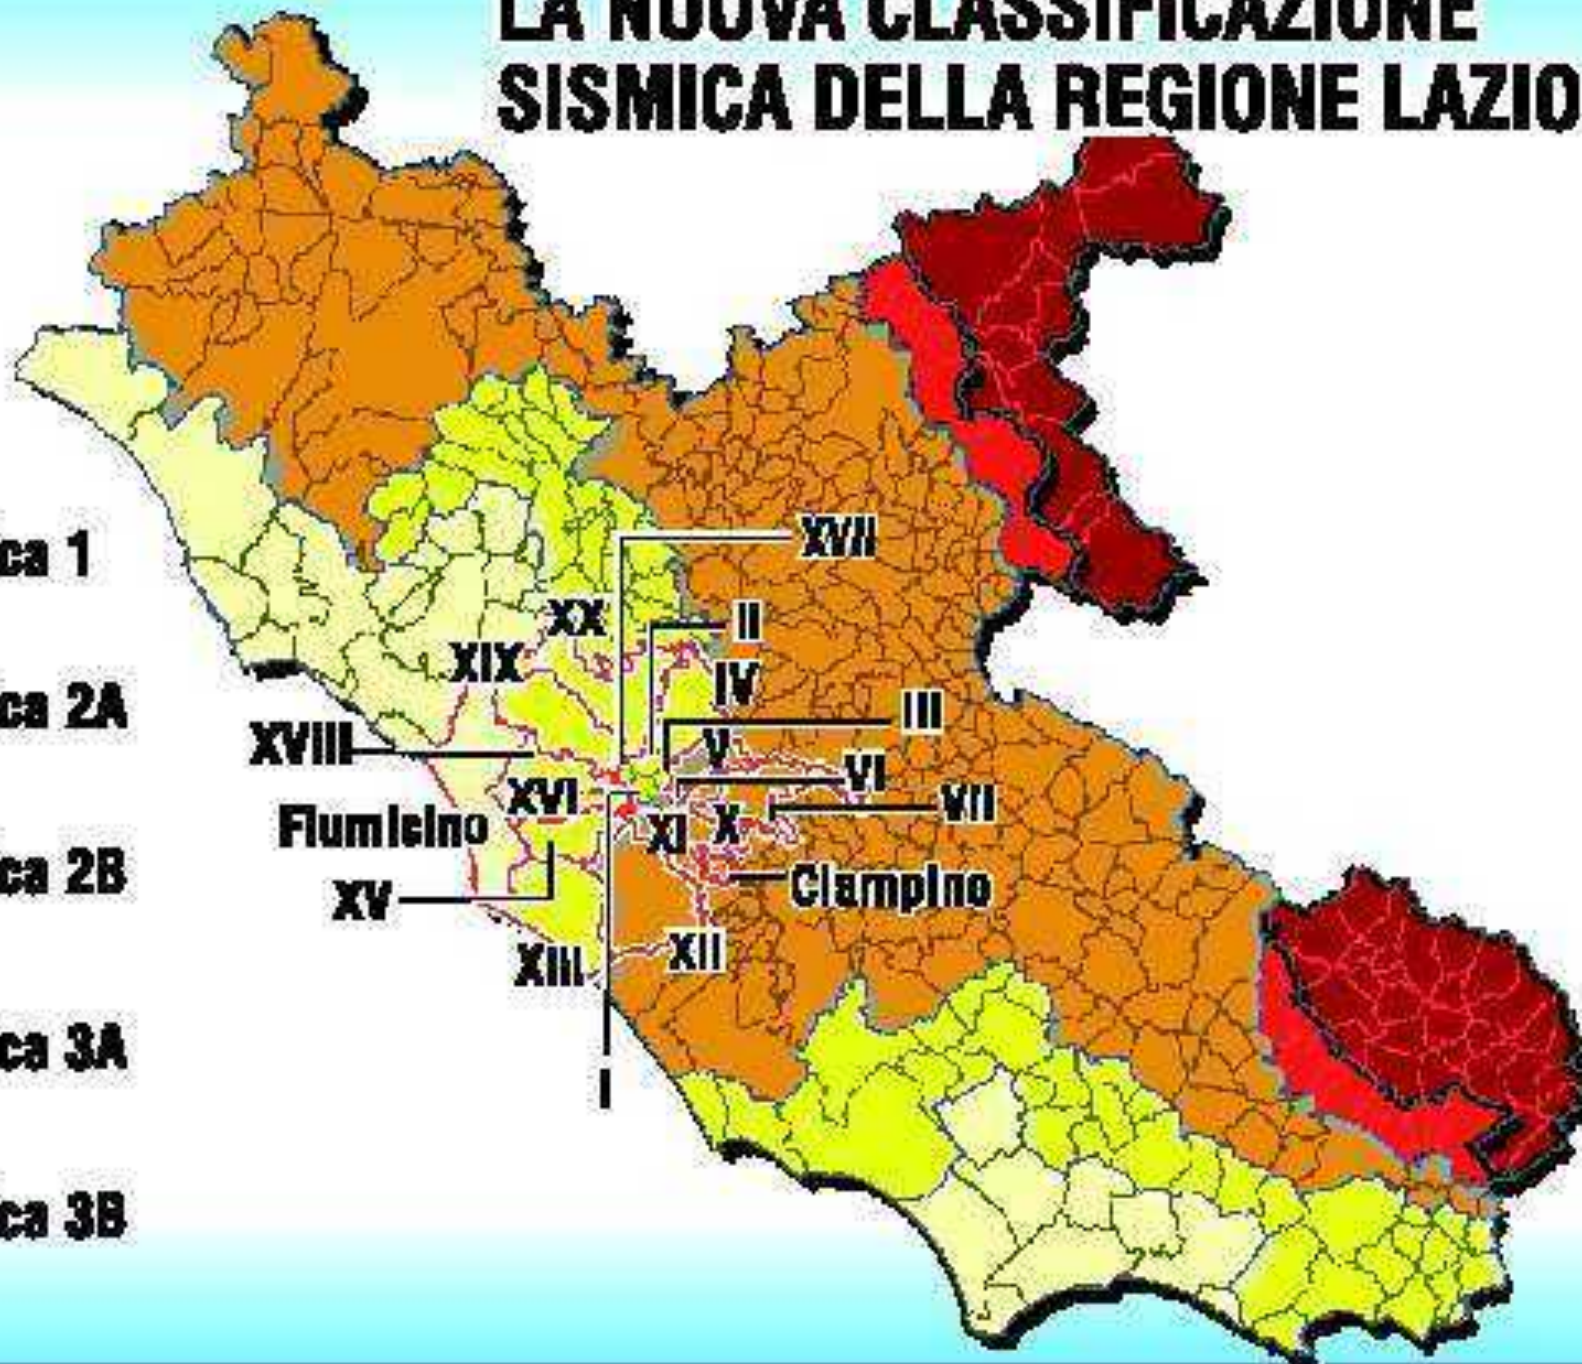 LA NUOVA CLASSIFICAZIONE
SISMICA DELLA REGIONE LAZIO
ca 1
ca 2A
ca 2B
ca 3A
ca 3B
XVII
XX
II
XIX
IV
III
XVIII
V
VI
XVI
VII
Fiumicino
XI
X
XV
Ciampino
XIII
XII
I